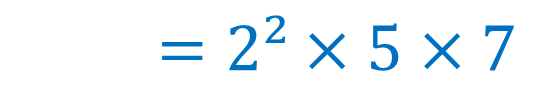 = 2² × 5 × 7